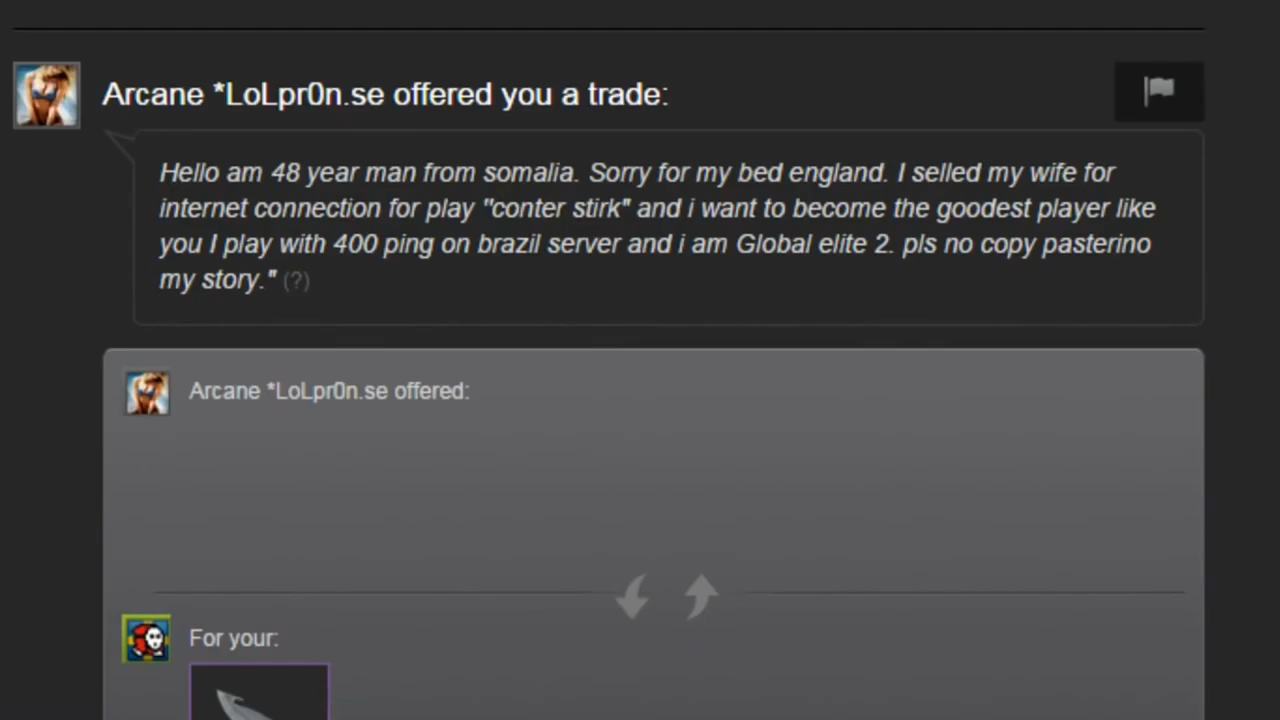 Arcane *LoLpr0n.se offered you a trade:
Hello am 48 year man from somalia. Sorry for my bed england. I selled my wife for
internet connection for play "conter stirk" and i want to become the goodest player like
you I play with 400 ping on brazil server and i am Global elite 2. pls no copy pasterino
my story." (?)
Arcane *LoLpr0n.se offered:
For your: